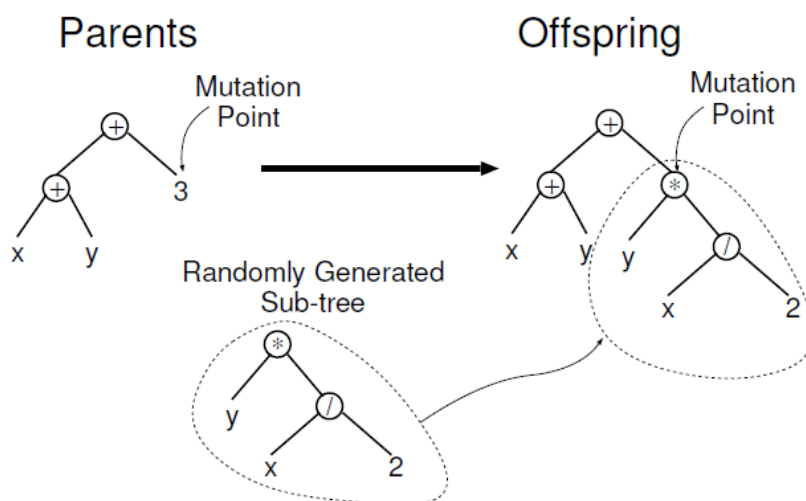 Parents
Offspring
Mutation
Point
+
+
3
x
y
Mutation
Point
+
+
*
x
y
y
/
x
2
Randomly Generated
Sub-tree
*
y
/
x
2